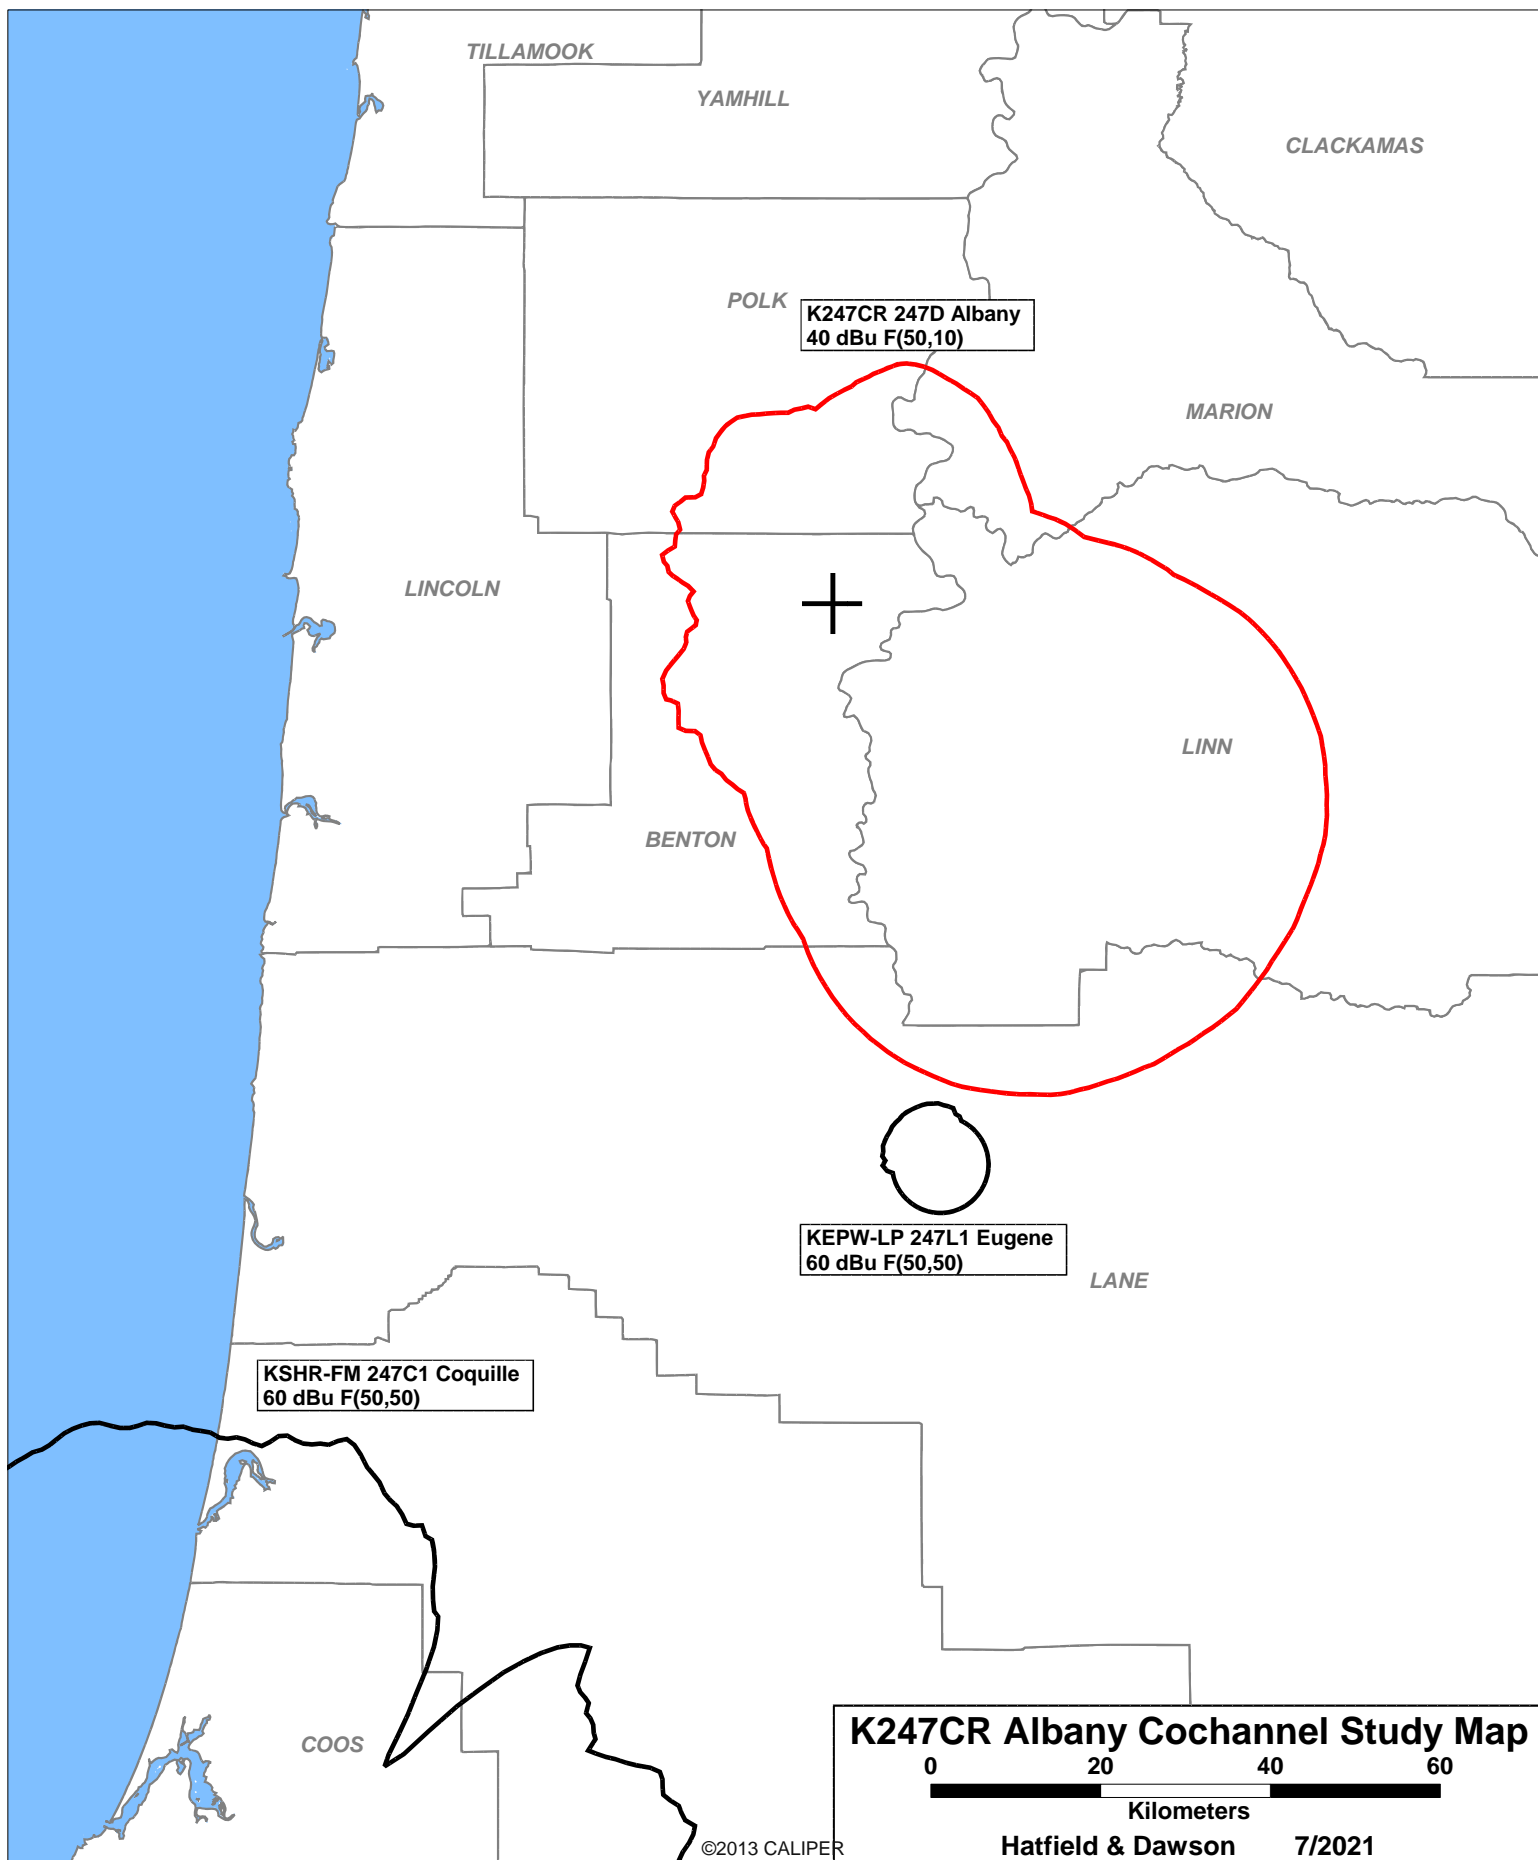 TILLAMOOK
YAMHILL
CLACKAMAS
POLK
K247CR 247D Albany
40 dBu F(50,10)
MARION
LINCOLN
LINN
BENTON
KEPW-LP 247L1 Eugene
60 dBu F(50,50)
LANE
KSHR-FM 247C1 Coquille
60 dBu F(50,50)
COOS
K247CR Albany Cochannel Study Map
0 20 40 60
Kilometers
Hatfield & Dawson 7/2021
©2013 CALIPER